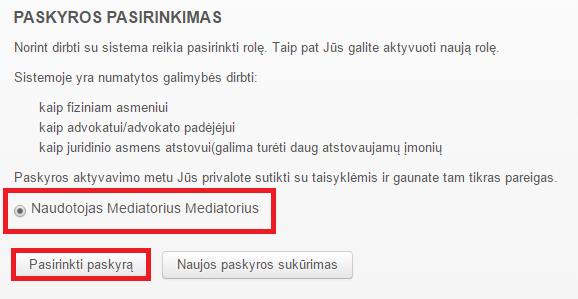 PASKYROS PASIRINKIMAS
Norint dirbti su sistema reikia pasirinkti rolę. Taip pat Jūs galite aktyvuoti naują rolę.
Sistemoje yra numatytos galimybės dirbti:
kaip fiziniam asmeniui
kaip advokatui/advokato padėjėjui
kaip juridinio asmens atstovui(galima turėti daug atstovaujamų įmonių
Paskyros aktyvavimo metu Jūs privalote sutikti su taisyklėmis ir gaunate tam tikras pareigas.
Naudotojas Mediatorius Mediatorius
Pasirinkti paskyrą
Naujos paskyros sukūrimas